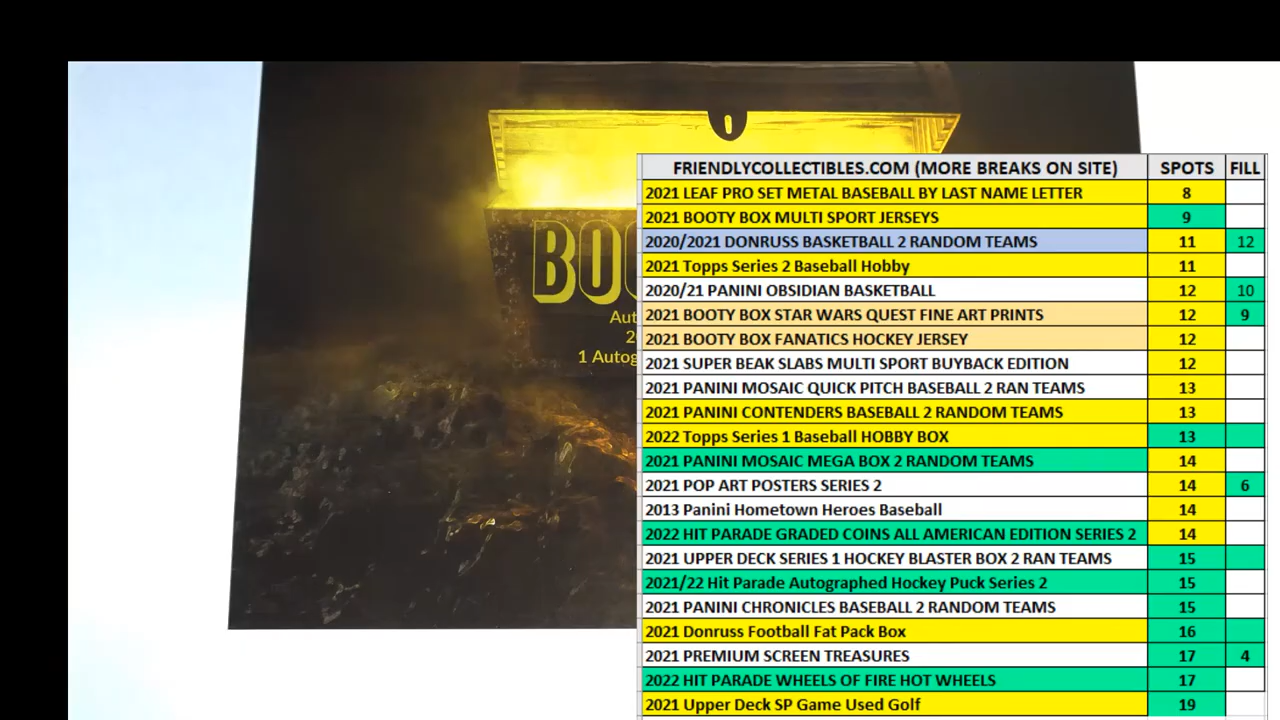 BOO
Aut
2
1 Autog
FRIENDLYCOLLECTIBLES.COM (MORE BREAKS ON SITE) SPOTS FILL
2021 LEAF PRO SET METAL BASEBALL BY LAST NAME LETTER 8
2021 BOOTY BOX MULTI SPORT JERSEYS 9
2020/2021 DONRUSS BASKETBALL 2 RANDOM TEAMS 11 12
2021 Topps Series 2 Baseball Hobby 11
2020/21 PANINI OBSIDIAN BASKETBALL 12 10
2021 BOOTY BOX STAR WARS QUEST FINE ART PRINTS 12 9
2021 BOOTY BOX FANATICS HOCKEY JERSEY 12
2021 SUPER BEAK SLABS MULTI SPORT BUYBACK EDITION 12
2021 PANINI MOSAIC QUICK PITCH BASEBALL 2 RAN TEAMS 13
2021 PANINI CONTENDERS BASEBALL 2 RANDOM TEAMS 13
2022 Topps Series 1 Baseball HOBBY BOX 13
2021 PANINI MOSAIC MEGA BOX 2 RANDOM TEAMS 14
2021 POP ART POSTERS SERIES 2 14 6
2013 Panini Hometown Heroes Baseball 14
2022 HIT PARADE GRADED COINS ALL AMERICAN EDITION SERIES 2 14
2021 UPPER DECK SERIES 1 HOCKEY BLASTER BOX 2 RAN TEAMS 15
2021/22 Hit Parade Autographed Hockey Puck Series 2 15
2021 PANINI CHRONICLES BASEBALL 2 RANDOM TEAMS 15
2021 Donruss Football Fat Pack Box 16
2021 PREMIUM SCREEN TREASURES 17 4
2022 HIT PARADE WHEELS OF FIRE HOT WHEELS 17
2021 Upper Deck SP Game Used Golf 19